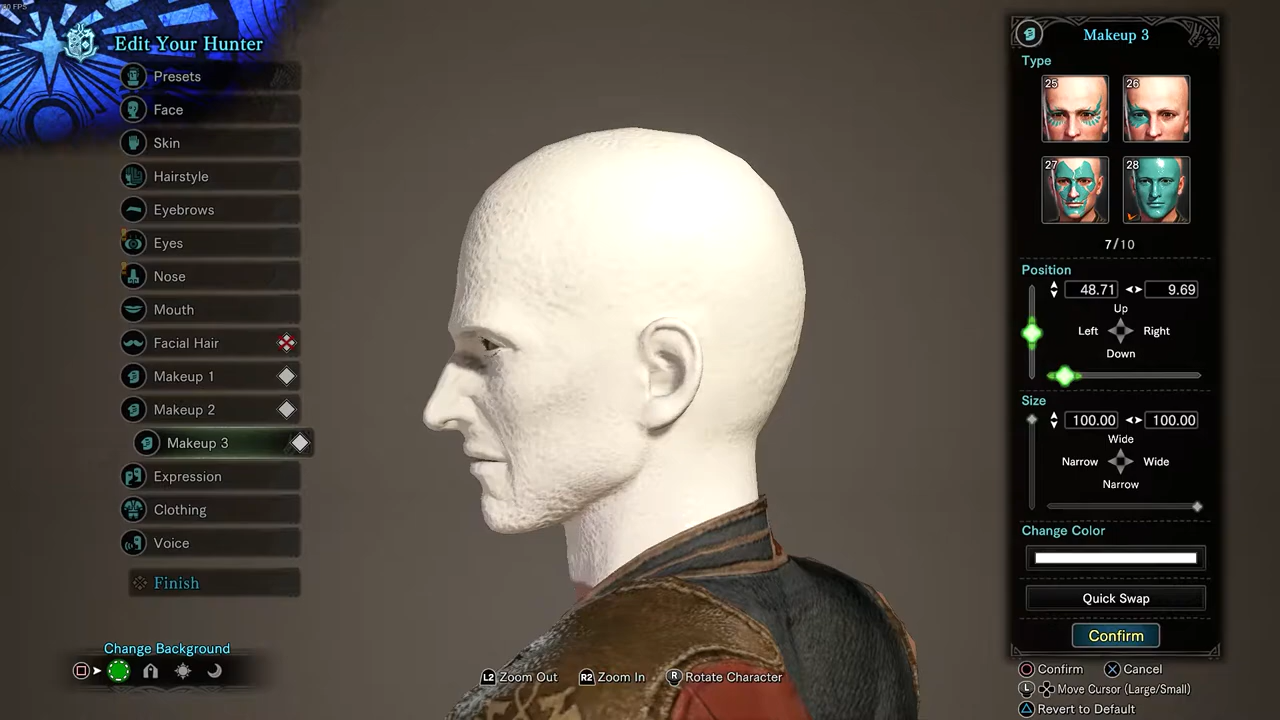 Edit Your Hunter
Presets
Face
Skin
Hairstyle
Eyebrows
Eyes
Nose
Mouth
Facial Hair
Makeup 1
Makeup 2
Makeup 3
Expression
Clothing
Voice
Finish
Change Background
L2 Zoom Out R2 Zoom In R Rotate Character
Makeup 3
Type
25 26
27 28
7/10
Position
48.71 9.69
Up
Left Right
Down
Size
100.00 100.00
Wide
Narrow Wide
Narrow
Change Color
Quick Swap
Confirm
Confirm Cancel
L Move Cursor (Large/Small)
Revert to Default